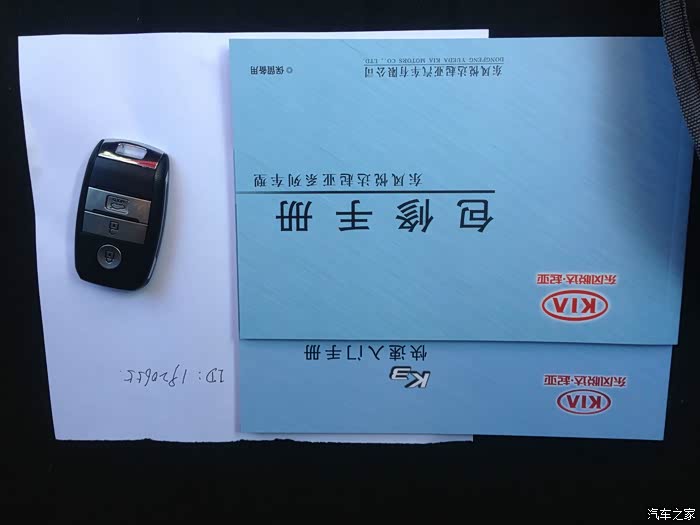 KIA
东风悦达·起亚
包修手册
东风悦达起亚系列车型
东风悦达起亚汽车有限公司
DONGFENG YUEDA KIA MOTORS CO., LTD.
◎保留备用
KIA
东风悦达·起亚
K3
快速入门手册
ID: 1820655.
汽车之家